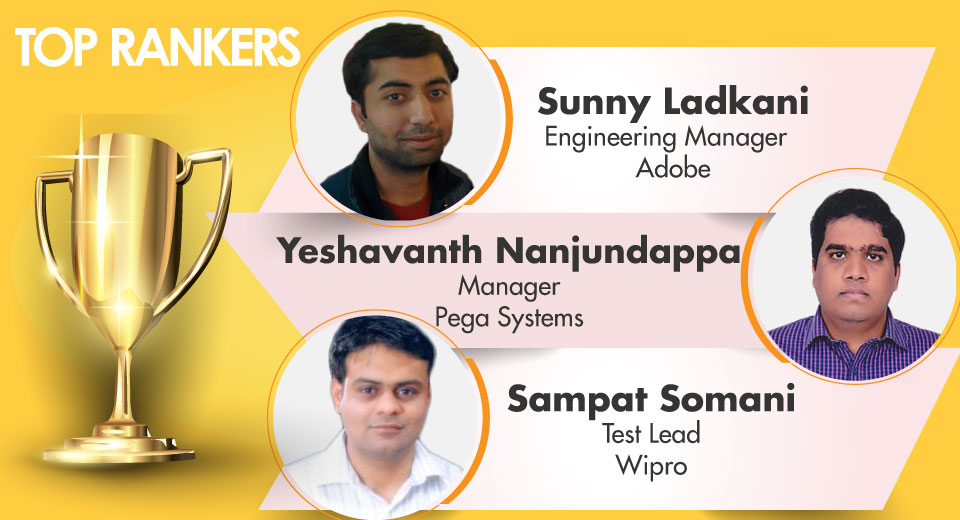 TOP RANKERS
Sunny Ladkani
Engineering Manager
Adobe
Yeshavanth Nanjundappa
Manager
Pega Systems
Sampat Somani
Test Lead
Wipro